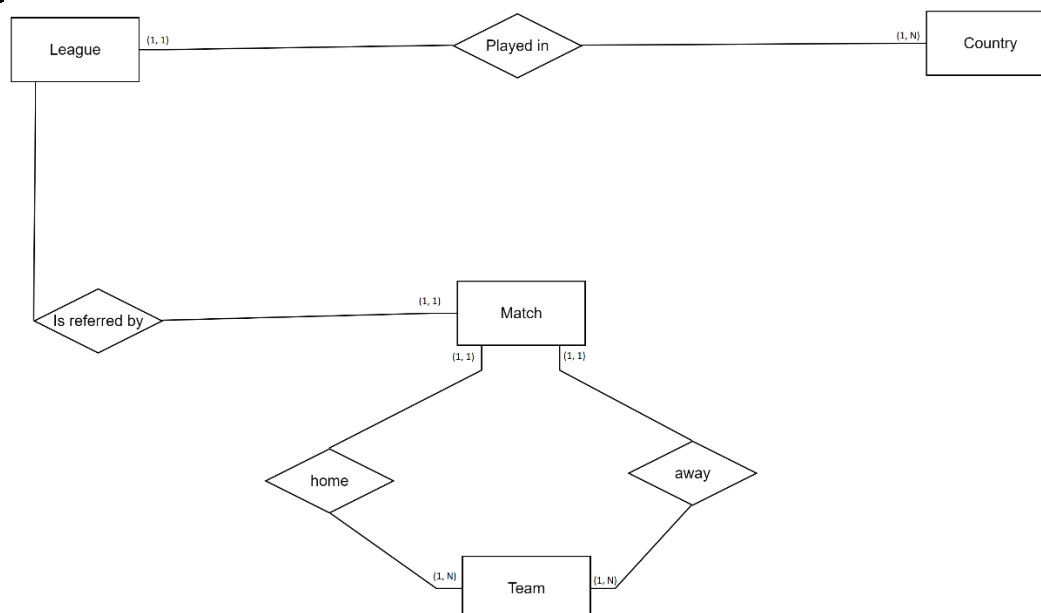 League
(1, 1)
Played in
(1, N)
Country
Is referred by
(1, 1)
Match
(1, 1)
(1, 1)
home
away
(1, N)
Team
(1, N)